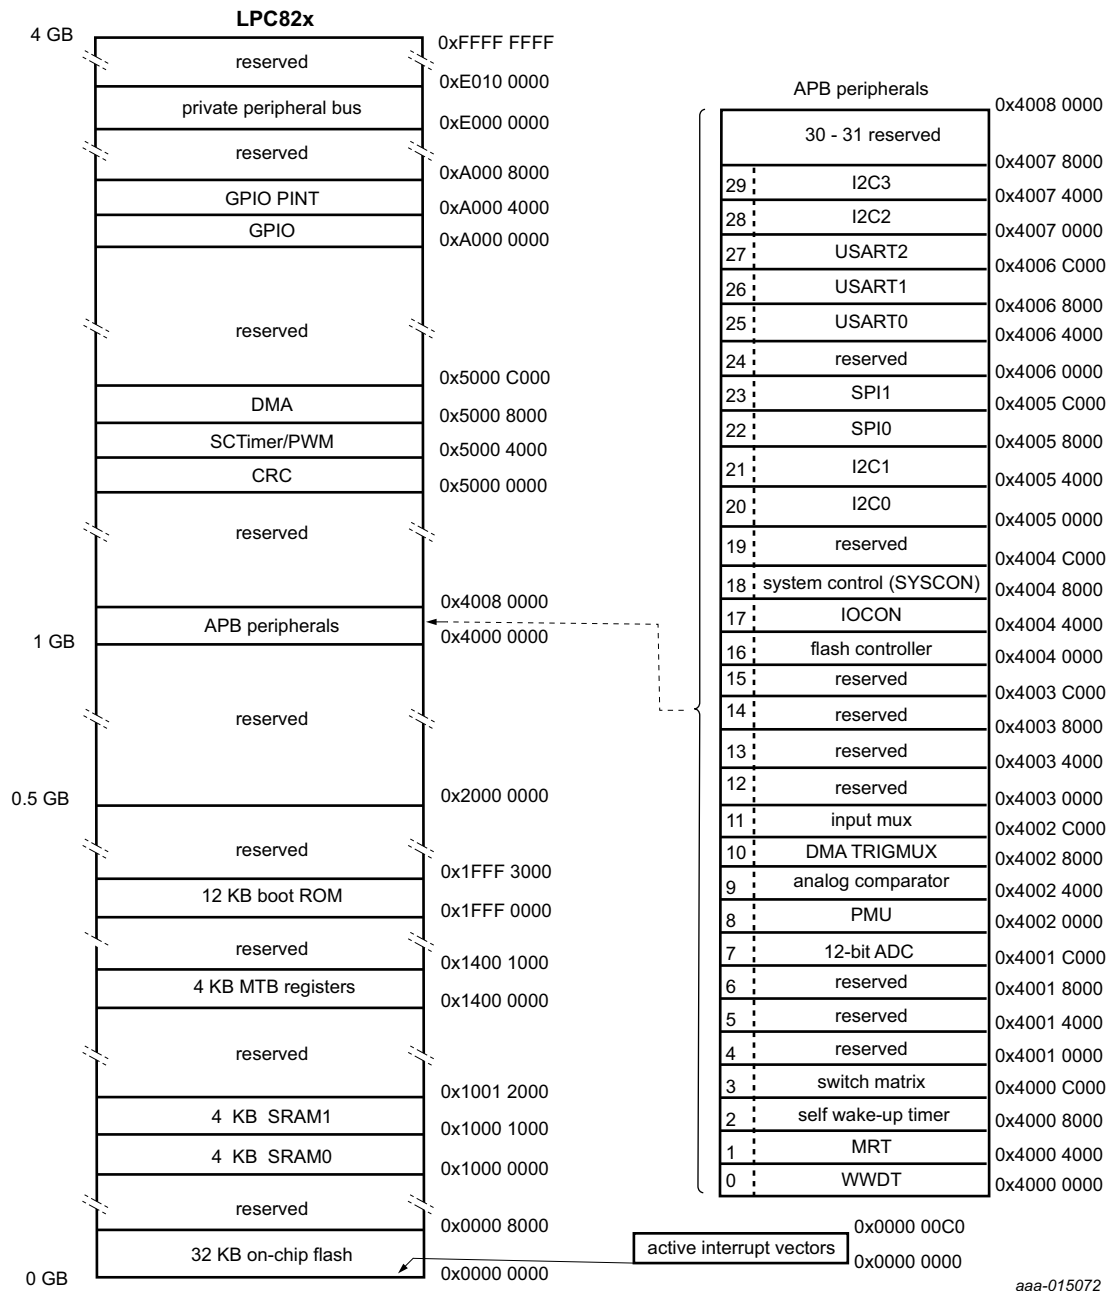 LPC82x
4 GB
0xFFFF FFFF
reserved
0xE010 0000
private peripheral bus
0xE000 0000
reserved
0xA000 8000
GPIO PINT
0xA000 4000
GPIO
0xA000 0000
reserved
0x5000 C000
DMA
0x5000 8000
SCTimer/PWM
0x5000 4000
CRC
0x5000 0000
reserved
0x4008 0000
APB peripherals
0x4000 0000
1 GB
reserved
0.5 GB
0x2000 0000
reserved
0x1FFF 3000
12 KB boot ROM
0x1FFF 0000
reserved
0x1400 1000
4 KB MTB registers
0x1400 0000
reserved
0x1001 2000
4 KB SRAM1
0x1000 1000
4 KB SRAM0
0x1000 0000
reserved
0x0000 8000
32 KB on-chip flash
0x0000 0000
0 GB
APB peripherals
0x4008 0000
30 - 31 reserved
0x4007 8000
29 I2C3
0x4007 4000
28 I2C2
0x4007 0000
27 USART2
0x4006 C000
26 USART1
0x4006 8000
25 USART0
0x4006 4000
24 reserved
0x4006 0000
23 SPI1
0x4005 C000
22 SPI0
0x4005 8000
21 I2C1
0x4005 4000
20 I2C0
0x4005 0000
19 reserved
0x4004 C000
18 system control (SYSCON)
0x4004 8000
17 IOCON
0x4004 4000
16 flash controller
0x4004 0000
15 reserved
0x4003 C000
14 reserved
0x4003 8000
13 reserved
0x4003 4000
12 reserved
0x4003 0000
11 input mux
0x4002 C000
10 DMA TRIGMUX
0x4002 8000
9 analog comparator
0x4002 4000
8 PMU
0x4002 0000
7 12-bit ADC
0x4001 C000
6 reserved
0x4001 8000
5 reserved
0x4001 4000
4 reserved
0x4001 0000
3 switch matrix
0x4000 C000
2 self wake-up timer
0x4000 8000
1 MRT
0x4000 4000
0 WWDT
0x4000 0000
0x0000 00C0
active interrupt vectors
0x0000 0000
aaa-015072